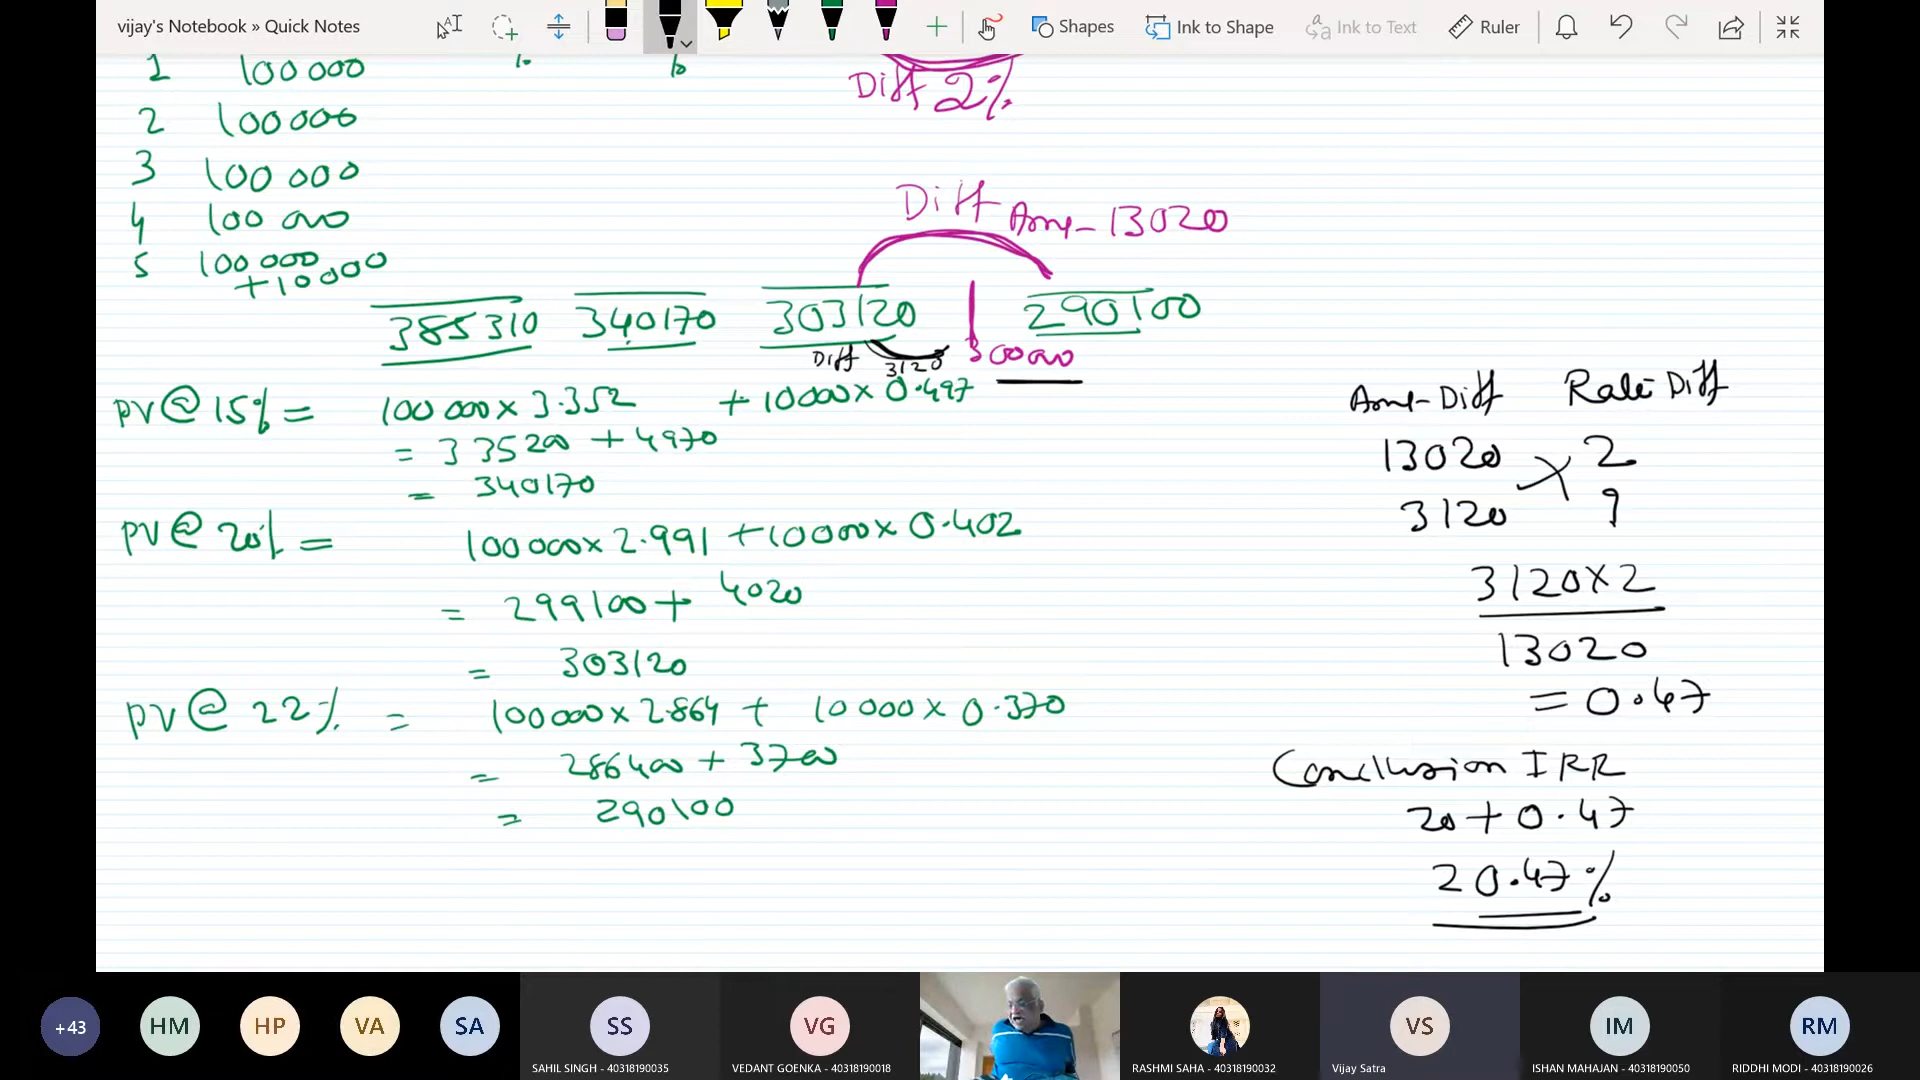 vijay's Notebook » Quick Notes
Shapes
Ink to Shape
Ink to Text
Ruler
1 100 000
2 100 000
3 100 000
4 100 000
5 100 000
+10000
Diff 2%
Diff Amt- 13020
385310 340170 303120 290100
Diff 3120
300000
PV @ 15% = 100 000 x 3.352 + 10000 x 0.497
= 335200 + 4970
= 340170
PV @ 20% = 100 000 x 2.991 + 10000 x 0.402
= 299100 + 4020
= 303120
PV @ 22% = 100000 x 2.864 + 10000 x 0.370
= 286400 + 3700
= 290100
Amt-Diff Rate Diff
13020 2
3120 ?
3120 X 2
13020
= 0.47
Conclusion IRR
20 + 0.47
20.47%
+43
HM
HP
VA
SA
SS
VG
VS
IM
RM
SAHIL SINGH - 40318190035
VEDANT GOENKA - 40318190018
RASHMI SAHA - 40318190032
Vijay Satra
ISHAN MAHAJAN - 40318190050
RIDDHI MODI - 40318190026